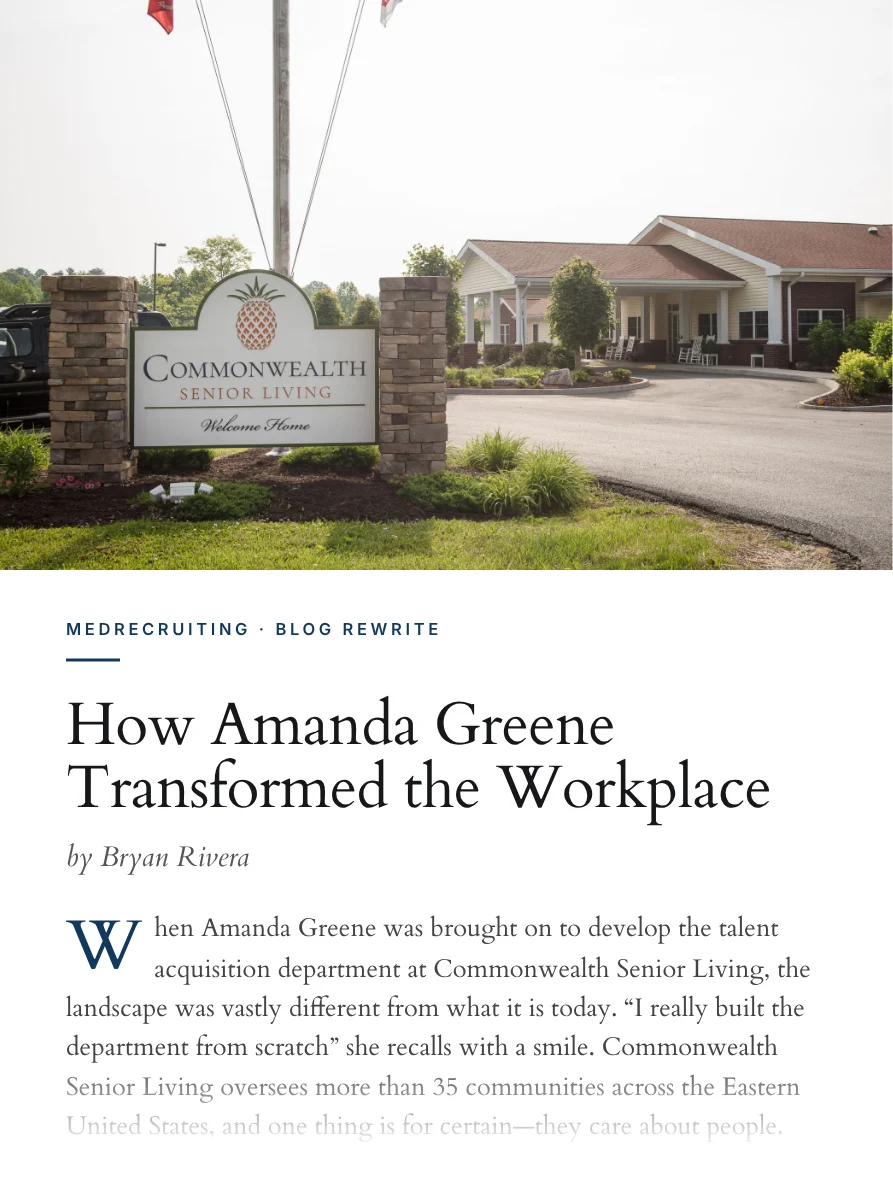 COMMONWEALTH
SENIOR LIVING
Welcome Home
MEDRECRUITING · BLOG REWRITE
How Amanda Greene
Transformed the Workplace
by Bryan Rivera
When Amanda Greene was brought on to develop the talent
acquisition department at Commonwealth Senior Living, the
landscape was vastly different from what it is today. “I really built the
department from scratch” she recalls with a smile. Commonwealth
Senior Living oversees more than 35 communities across the Eastern
United States, and one thing is for certain—they care about people.